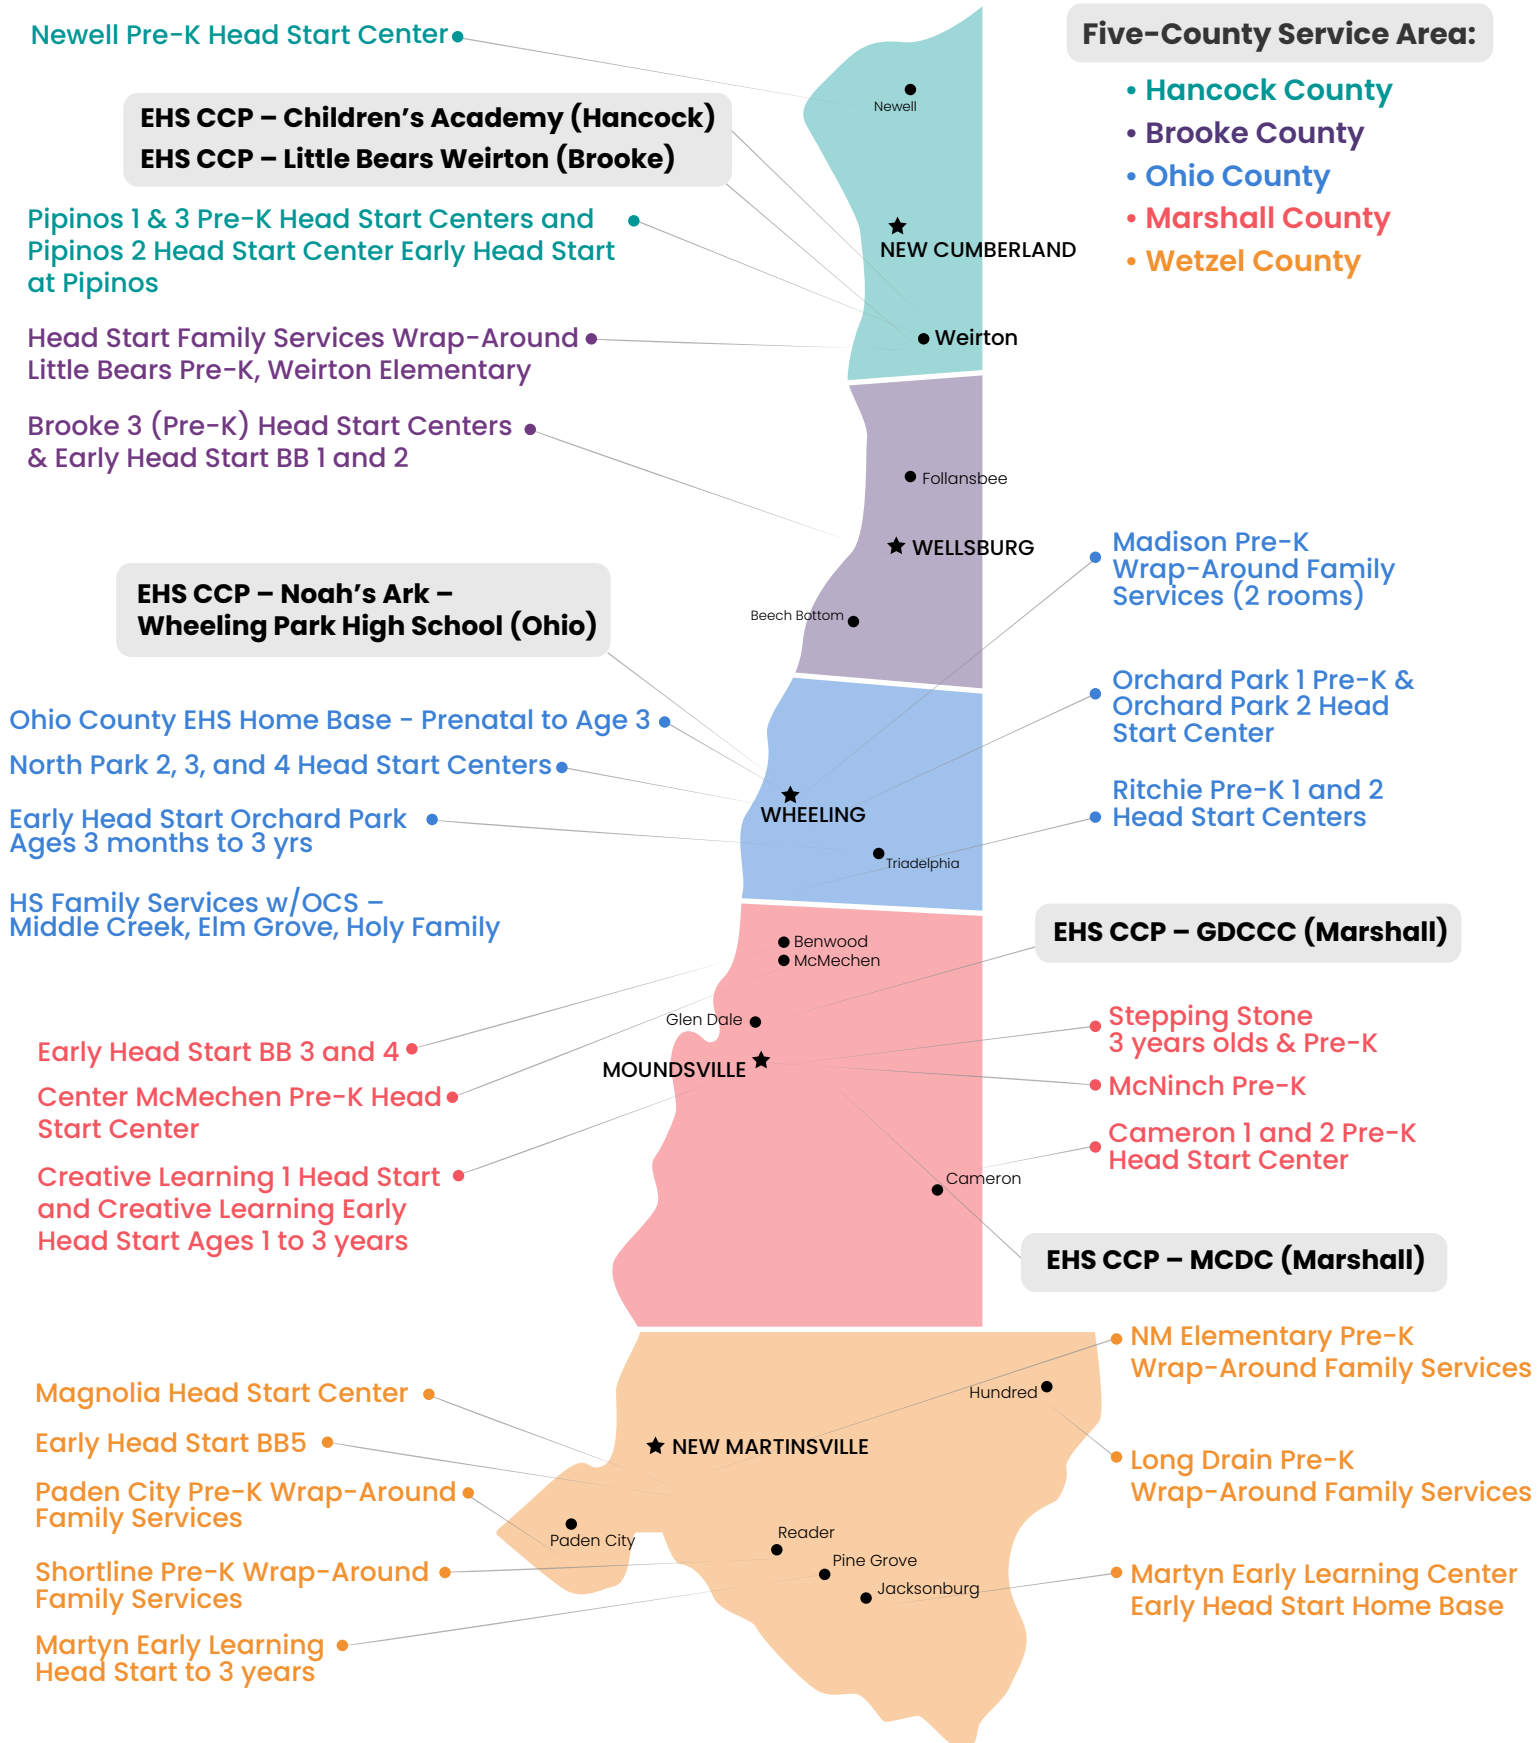 Newell Pre-K Head Start Center
EHS CCP – Children’s Academy (Hancock)
EHS CCP – Little Bears Weirton (Brooke)
Pipinos 1 & 3 Pre-K Head Start Centers and
Pipinos 2 Head Start Center Early Head Start
at Pipinos
Head Start Family Services Wrap-Around
Little Bears Pre-K, Weirton Elementary
Brooke 3 (Pre-K) Head Start Centers
& Early Head Start BB 1 and 2
EHS CCP – Noah’s Ark –
Wheeling Park High School (Ohio)
Ohio County EHS Home Base - Prenatal to Age 3
North Park 2, 3, and 4 Head Start Centers
Early Head Start Orchard Park
Ages 3 months to 3 yrs
HS Family Services w/OCS –
Middle Creek, Elm Grove, Holy Family
Early Head Start BB 3 and 4
Center McMechen Pre-K Head
Start Center
Creative Learning 1 Head Start
and Creative Learning Early
Head Start Ages 1 to 3 years
Magnolia Head Start Center
Early Head Start BB5
Paden City Pre-K Wrap-Around
Family Services
Shortline Pre-K Wrap-Around
Family Services
Martyn Early Learning
Head Start to 3 years
Newell
NEW CUMBERLAND
Weirton
Follansbee
WELLSBURG
Beech Bottom
WHEELING
Triadelphia
Benwood
McMechen
Glen Dale
MOUNDSVILLE
Cameron
Hundred
NEW MARTINSVILLE
Paden City
Reader
Pine Grove
Jacksonburg
Five-County Service Area:
• Hancock County
• Brooke County
• Ohio County
• Marshall County
• Wetzel County
Madison Pre-K
Wrap-Around Family
Services (2 rooms)
Orchard Park 1 Pre-K &
Orchard Park 2 Head
Start Center
Ritchie Pre-K 1 and 2
Head Start Centers
EHS CCP – GDCCC (Marshall)
Stepping Stone
3 years olds & Pre-K
McNinch Pre-K
Cameron 1 and 2 Pre-K
Head Start Center
EHS CCP – MCDC (Marshall)
NM Elementary Pre-K
Wrap-Around Family Services
Long Drain Pre-K
Wrap-Around Family Services
Martyn Early Learning Center
Early Head Start Home Base